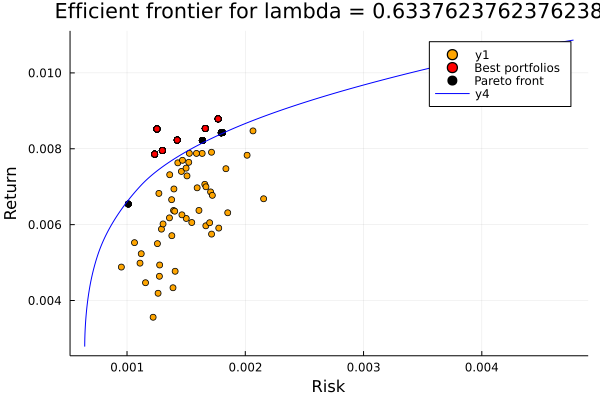 Efficient frontier for lambda = 0.6337623762376238
y1
Best portfolios
Pareto front
y4
0.010
0.008
0.006
0.004
Return
0.001 0.002 0.003 0.004
Risk